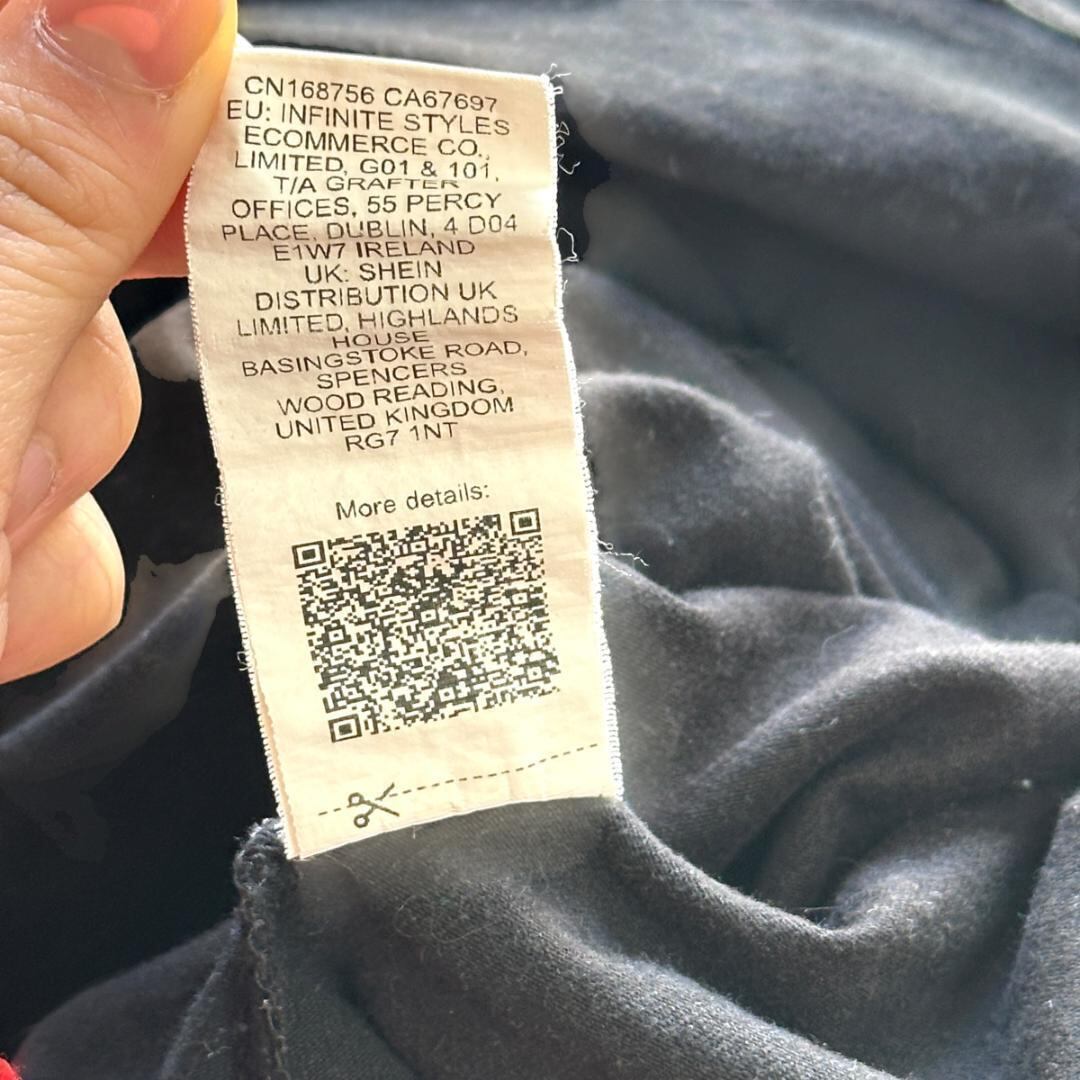 CN168756 CA67697
EU: INFINITE STYLES
ECOMMERCE CO.,
LIMITED, G01 & 101,
T/A GRAFTER
OFFICES, 55 PERCY
PLACE, DUBLIN, 4 D04
E1W7 IRELAND
UK: SHEIN
DISTRIBUTION UK
LIMITED, HIGHLANDS
HOUSE
BASINGSTOKE ROAD,
SPENCERS
WOOD READING,
UNITED KINGDOM
RG7 1NT
More details: